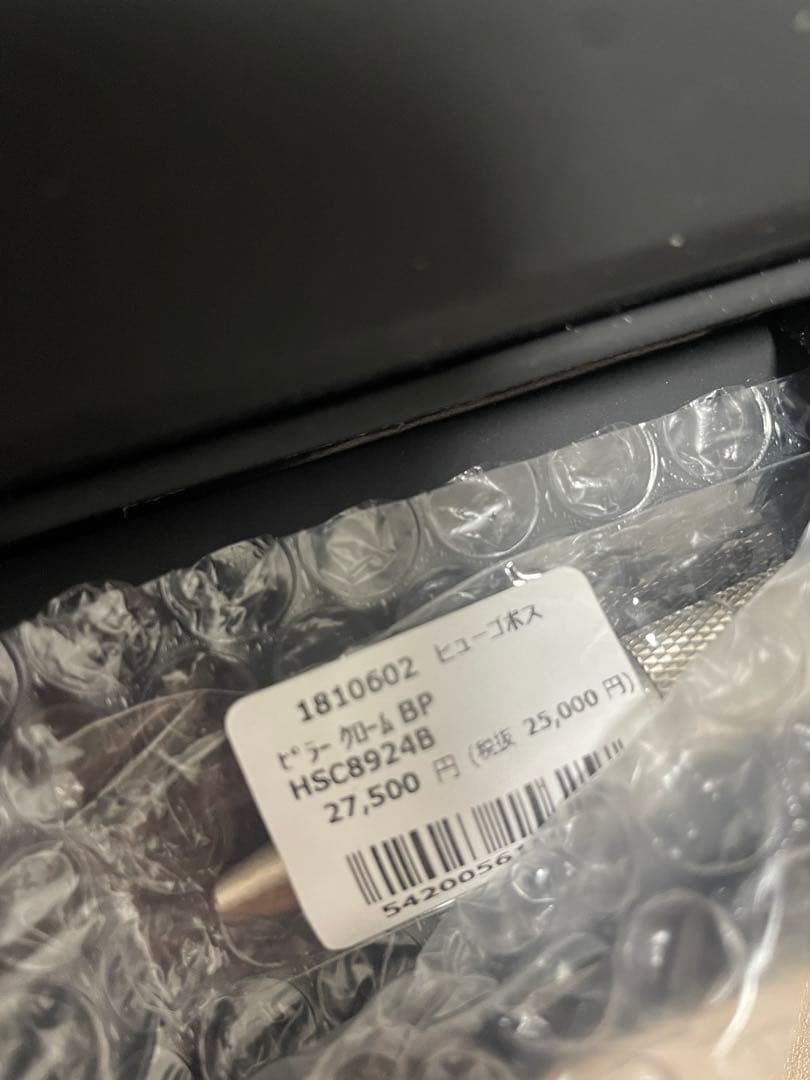 1810602 ヒューゴボス
ﾋﾟﾗｰ ｸﾛｰﾑ BP
HSC8924B
27,500 円 (税抜 25,000 円)
54200561